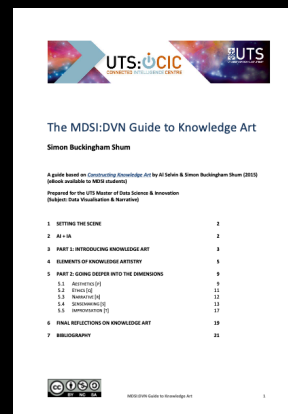 UTS:CIC
CONNECTED INTELLIGENCE CENTRE
UTS
The MDSI:DVN Guide to Knowledge Art
Simon Buckingham Shum
A guide based on Constructing Knowledge Art by Al Selvin & Simon Buckingham Shum (2015)
(eBook available to MDSI students)
Prepared for the UTS Master of Data Science & Innovation
(Subject: Data Visualisation & Narrative)
1 SETTING THE SCENE 2
2 AI + IA 2
3 PART 1: INTRODUCING KNOWLEDGE ART 3
4 ELEMENTS OF KNOWLEDGE ARTISTRY 5
5 PART 2: GOING DEEPER INTO THE DIMENSIONS 9
5.1 AESTHETICS [P] 9
5.2 ETHICS [Q] 11
5.3 NARRATIVE [R] 12
5.4 SENSEMAKING [S] 13
5.5 IMPROVISATION [T] 17
6 FINAL REFLECTIONS ON KNOWLEDGE ART 19
7 BIBLIOGRAPHY 21
BY NC SA
MDSI:DVN Guide to Knowledge Art 1